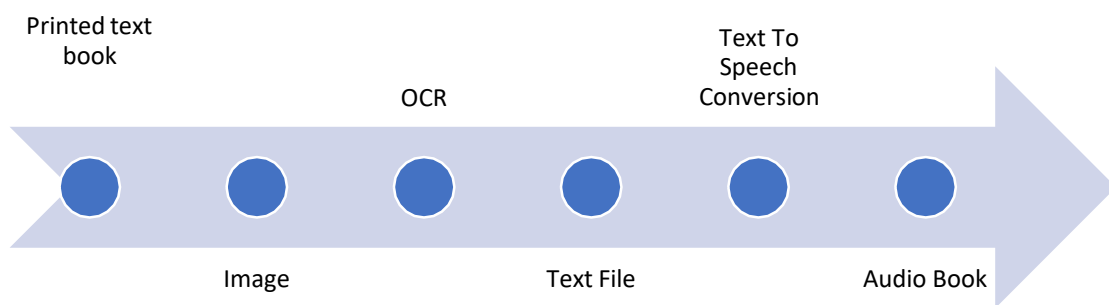 Printed text
book
Image
OCR
Text File
Text To
Speech
Conversion
Audio Book